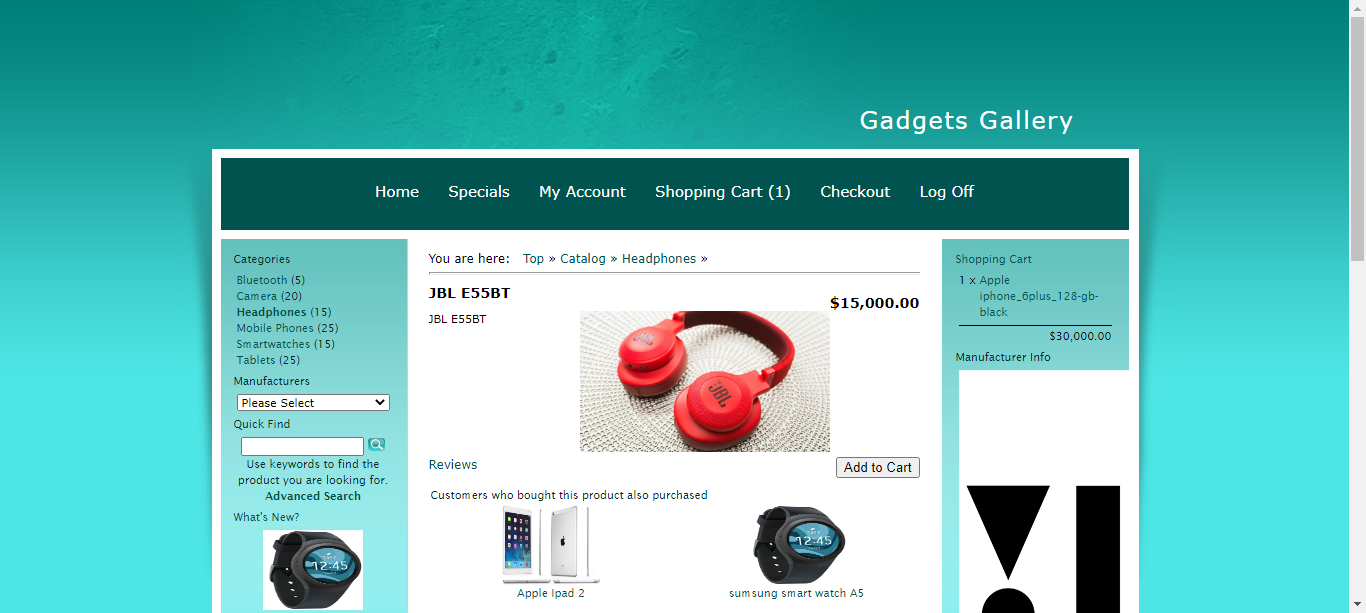 Gadgets Gallery
Home Specials My Account Shopping Cart (1) Checkout Log Off
Categories
Bluetooth (5)
Camera (20)
Headphones (15)
Mobile Phones (25)
Smartwatches (15)
Tablets (25)
Manufacturers
Please Select
Quick Find
Use keywords to find the
product you are looking for.
Advanced Search
What's New?
12:45
You are here: Top » Catalog » Headphones »
JBL E55BT
$15,000.00
JBL E55BT
JBL
Reviews
Add to Cart
Customers who bought this product also purchased
12:45
Apple Ipad 2
sumsung smart watch A5
Shopping Cart
1 x Apple
iphone_6plus_128-gb-
black
$30,000.00
Manufacturer Info